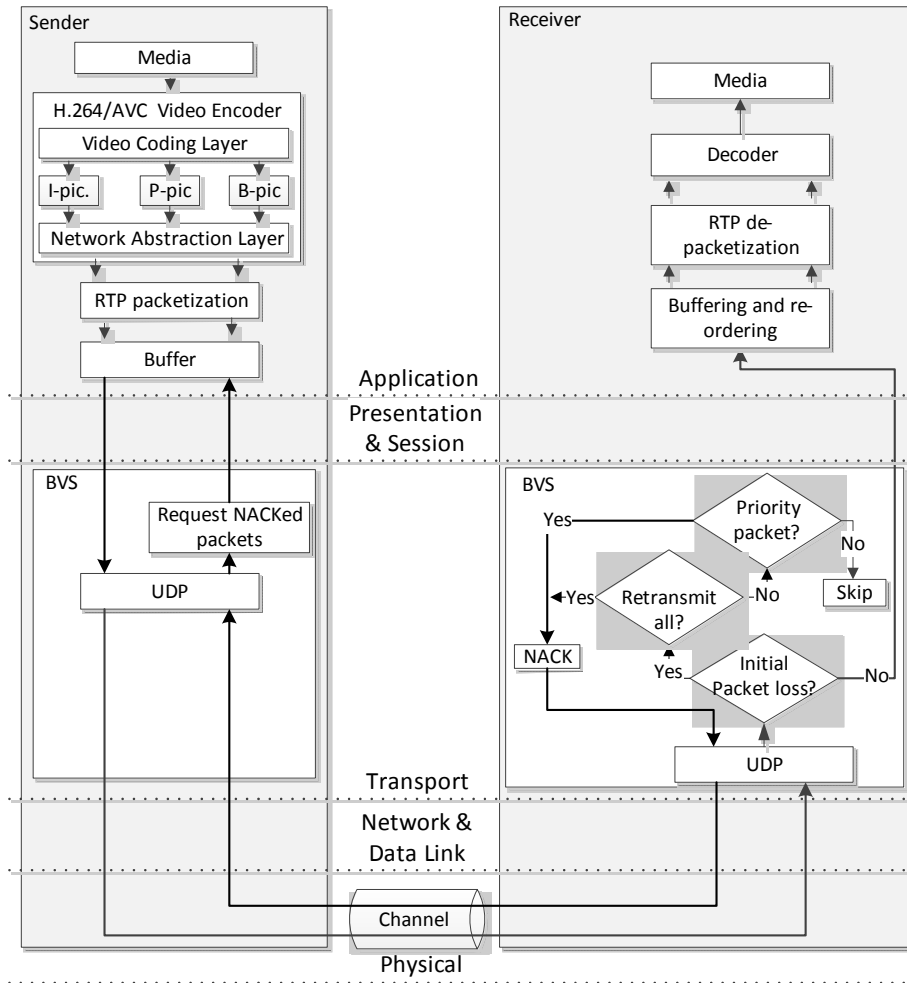 Sender
Media
H.264/AVC Video Encoder
Video Coding Layer
I-pic.
P-pic
B-pic
Network Abstraction Layer
RTP packetization
Buffer
Receiver
Media
Decoder
RTP de-
packetization
Buffering and re-
ordering
Application
Presentation
& Session
BVS
Request NACKed
packets
UDP
BVS
Priority
packet?
Yes
No
Skip
Retransmit
all?
Yes
No
NACK
Initial
Packet loss?
Yes
No
UDP
Transport
Network &
Data Link
Channel
Physical